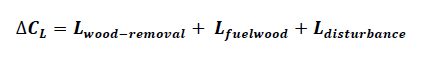 ΔC_L = L_wood−removal + L_fuelwood + L_disturbance